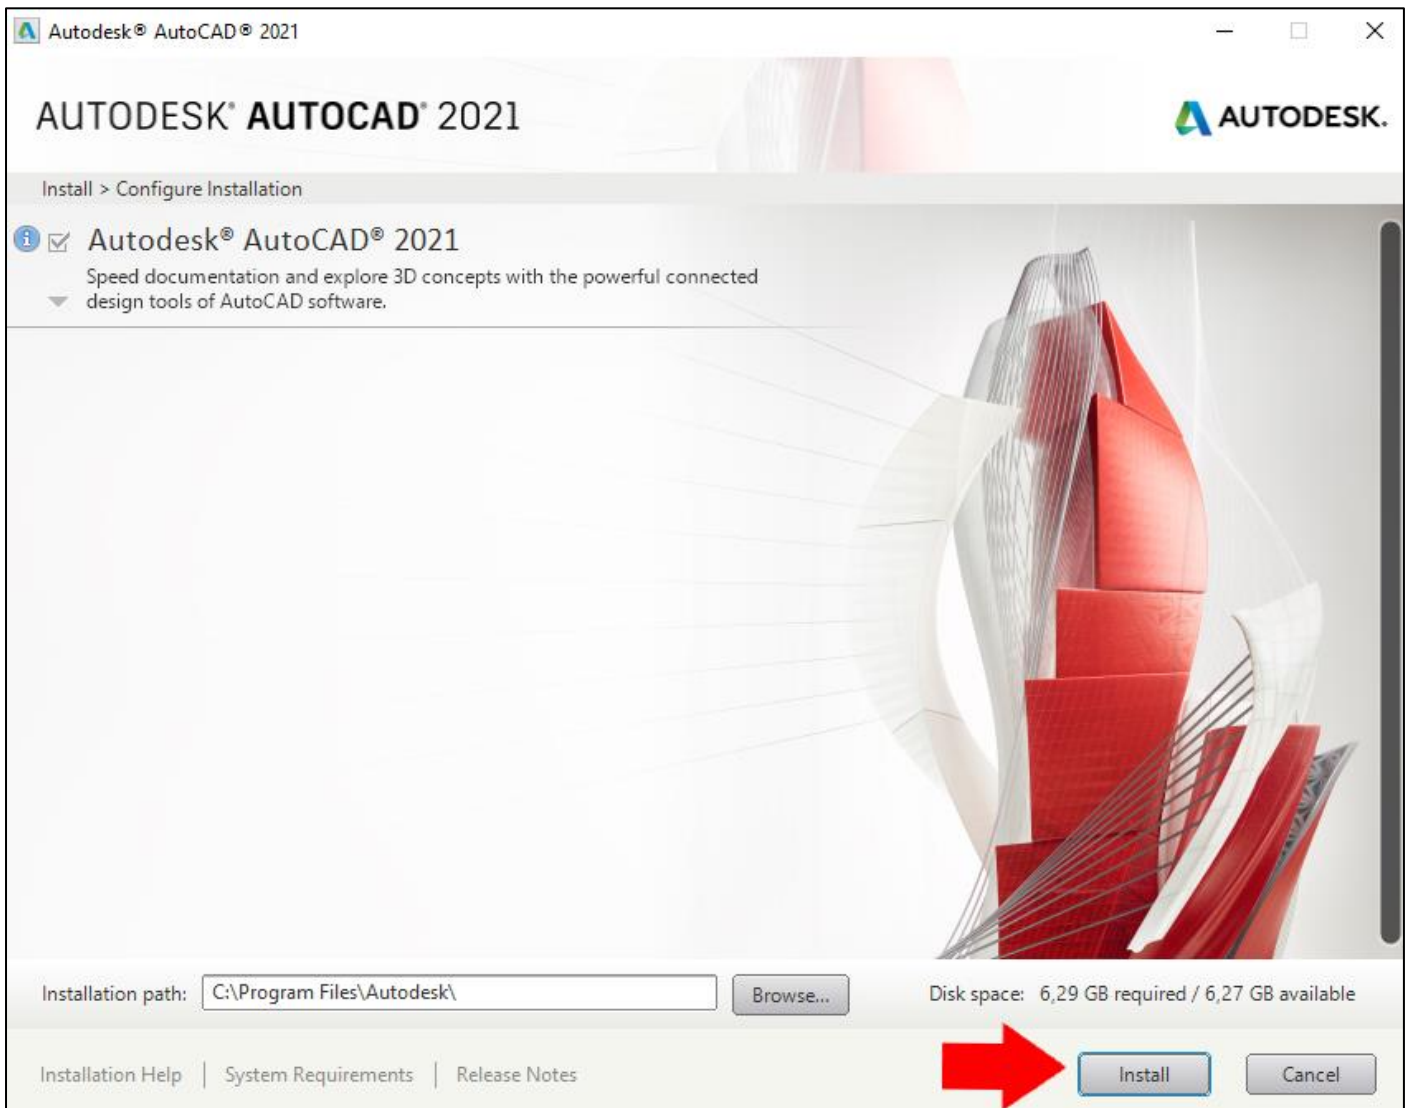 Autodesk® AutoCAD® 2021
AUTODESK® AUTOCAD® 2021
AUTODESK.
Install > Configure Installation
Autodesk® AutoCAD® 2021
Speed documentation and explore 3D concepts with the powerful connected
design tools of AutoCAD software.
Installation path: C:\Program Files\Autodesk\ Browse... Disk space: 6,29 GB required / 6,27 GB available
Installation Help | System Requirements | Release Notes Install Cancel